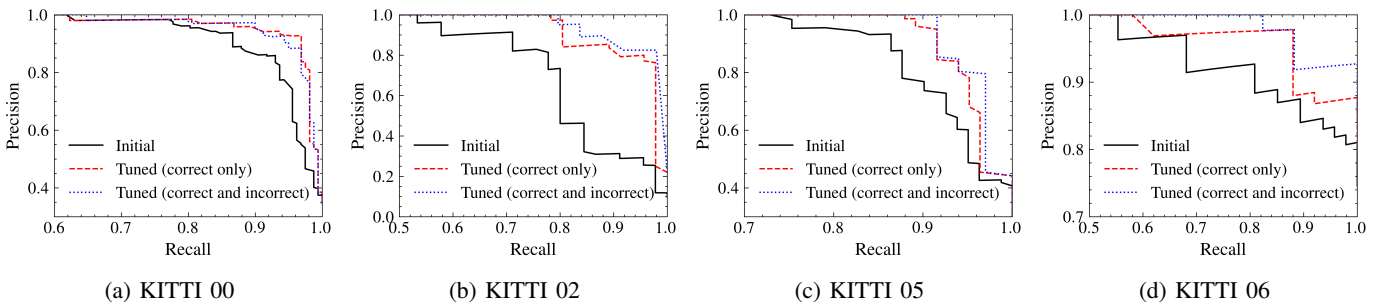 1.0
0.8
0.6
0.4
Precision
Initial
Tuned (correct only)
Tuned (correct and incorrect)
0.6 0.7 0.8 0.9 1.0
Recall
(a) KITTI 00
1.0
0.8
0.6
0.4
0.2
0.0
Precision
Initial
Tuned (correct only)
Tuned (correct and incorrect)
0.5 0.6 0.7 0.8 0.9 1.0
Recall
(b) KITTI 02
1.0
0.8
0.6
0.4
Precision
Initial
Tuned (correct only)
Tuned (correct and incorrect)
0.7 0.8 0.9 1.0
Recall
(c) KITTI 05
1.0
0.9
0.8
0.7
Precision
Initial
Tuned (correct only)
Tuned (correct and incorrect)
0.5 0.6 0.7 0.8 0.9 1.0
Recall
(d) KITTI 06